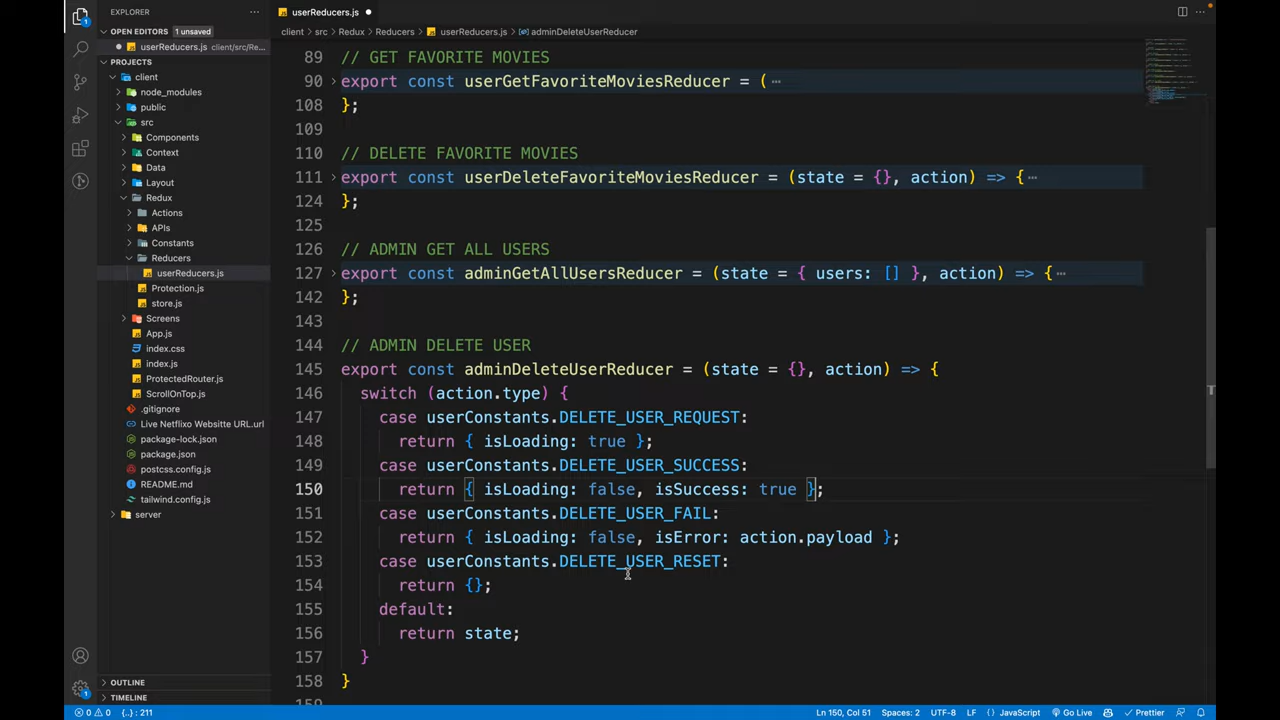 EXPLORER
OPEN EDITORS 1 unsaved
userReducers.js client/src/Re...
PROJECTS
client
node_modules
public
src
Components
Context
Data
Layout
Redux
Actions
APIs
Constants
Reducers
userReducers.js
Protection.js
store.js
Screens
App.js
index.css
index.js
ProtectedRouter.js
ScrollOnTop.js
.gitignore
Live Netflixo Websitte URL.url
package-lock.json
package.json
postcss.config.js
README.md
tailwind.config.js
server
OUTLINE
TIMELINE
userReducers.js
client > src > Redux > Reducers > userReducers.js > adminDeleteUserReducer
89 // GET FAVORITE MOVIES
90 export const userGetFavoriteMoviesReducer = (
108 };
109
110 // DELETE FAVORITE MOVIES
111 export const userDeleteFavoriteMoviesReducer = (state = {}, action) => {
124 };
125
126 // ADMIN GET ALL USERS
127 export const adminGetAllUsersReducer = (state = { users: [] }, action) => {
142 };
143
144 // ADMIN DELETE USER
145 export const adminDeleteUserReducer = (state = {}, action) => {
146 switch (action.type) {
147 case userConstants.DELETE_USER_REQUEST:
148 return { isLoading: true };
149 case userConstants.DELETE_USER_SUCCESS:
150 return { isLoading: false, isSuccess: true };
151 case userConstants.DELETE_USER_FAIL:
152 return { isLoading: false, isError: action.payload };
153 case userConstants.DELETE_USER_RESET:
154 return {};
155 default:
156 return state;
157 }
158 }
0 0 {..} : 211 Ln 150, Col 51 Spaces: 2 UTF-8 LF {} JavaScript Go Live Prettier